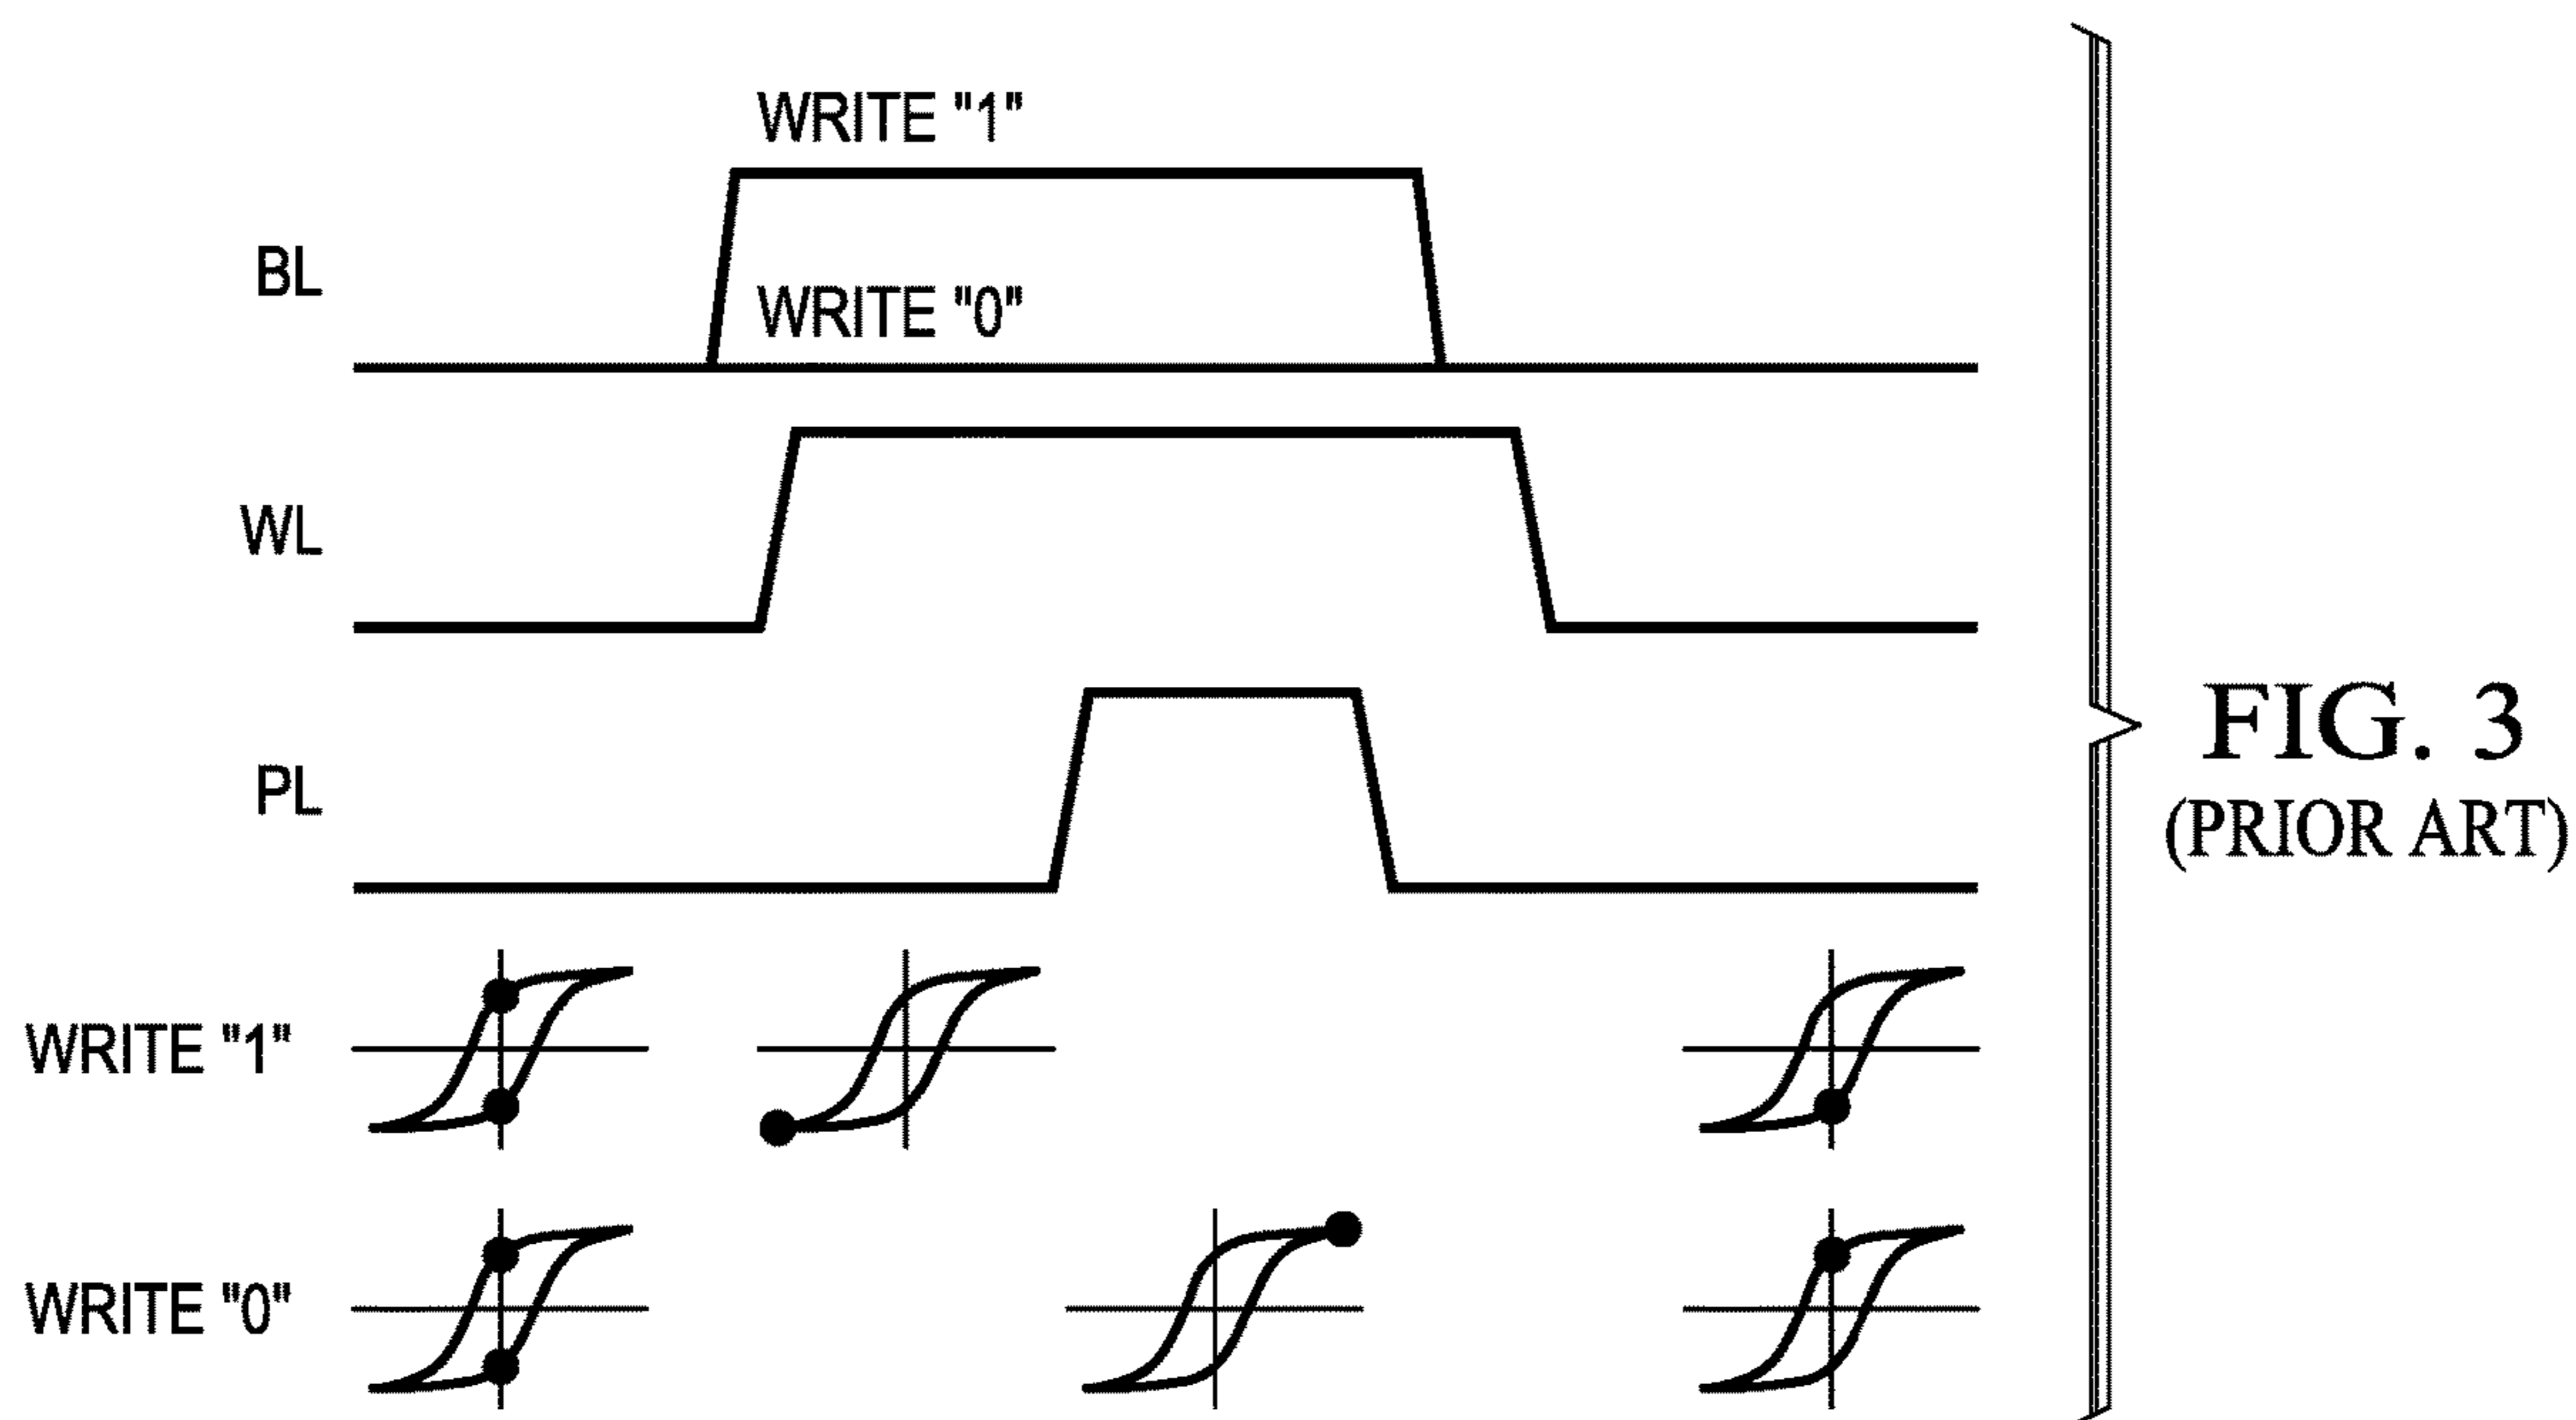 WRITE "1"
BL
WRITE "0"
WL
PL
WRITE "1"
WRITE "0"
FIG. 3
(PRIOR ART)